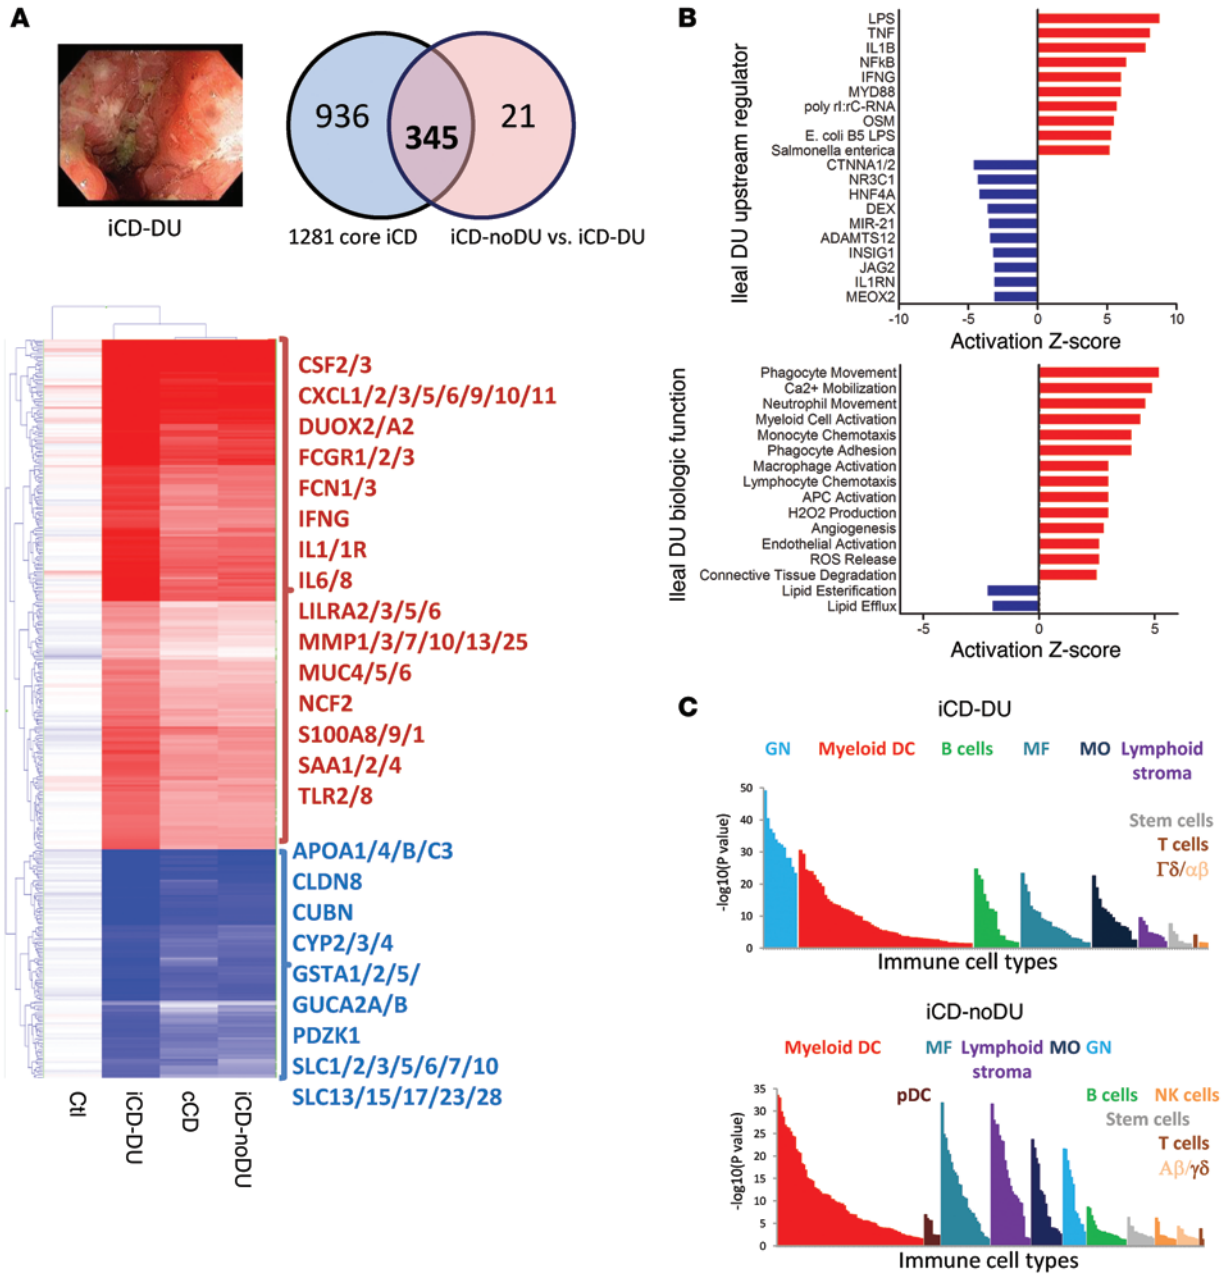 A
iCD-DU
936
345
21
1281 core iCD
iCD-noDU vs. iCD-DU
CSF2/3
CXCL1/2/3/5/6/9/10/11
DUOX2/A2
FCGR1/2/3
FCN1/3
IFNG
IL1/1R
IL6/8
LILRA2/3/5/6
MMP1/3/7/10/13/25
MUC4/5/6
NCF2
S100A8/9/1
SAA1/2/4
TLR2/8
APOA1/4/B/C3
CLDN8
CUBN
CYP2/3/4
GSTA1/2/5/
GUCA2A/B
PDZK1
SLC1/2/3/5/6/7/10
SLC13/15/17/23/28
Ctl
iCD-DU
cCD
iCD-noDU
B
Ileal DU upstream regulator
LPS
TNF
IL1B
NFkB
IFNG
MYD88
poly rI:rC-RNA
OSM
E. coli B5 LPS
Salmonella enterica
CTNNA1/2
NR3C1
HNF4A
DEX
MIR-21
ADAMTS12
INSIG1
JAG2
IL1RN
MEOX2
-10 -5 0 5 10
Activation Z-score
Ileal DU biologic function
Phagocyte Movement
Ca2+ Mobilization
Neutrophil Movement
Myeloid Cell Activation
Monocyte Chemotaxis
Phagocyte Adhesion
Macrophage Activation
Lymphocyte Chemotaxis
APC Activation
H2O2 Production
Angiogenesis
Endothelial Activation
ROS Release
Connective Tissue Degradation
Lipid Esterification
Lipid Efflux
-5 0 5
Activation Z-score
C
iCD-DU
GN Myeloid DC B cells MF MO Lymphoid
stroma
Stem cells
T cells
Γδ/αβ
-log10(P value)
50
40
30
20
10
0
Immune cell types
iCD-noDU
Myeloid DC MF Lymphoid MO GN
stroma
pDC B cells NK cells
Stem cells
T cells
Aβ/γδ
-log10(P value)
35
30
25
20
15
10
5
0
Immune cell types